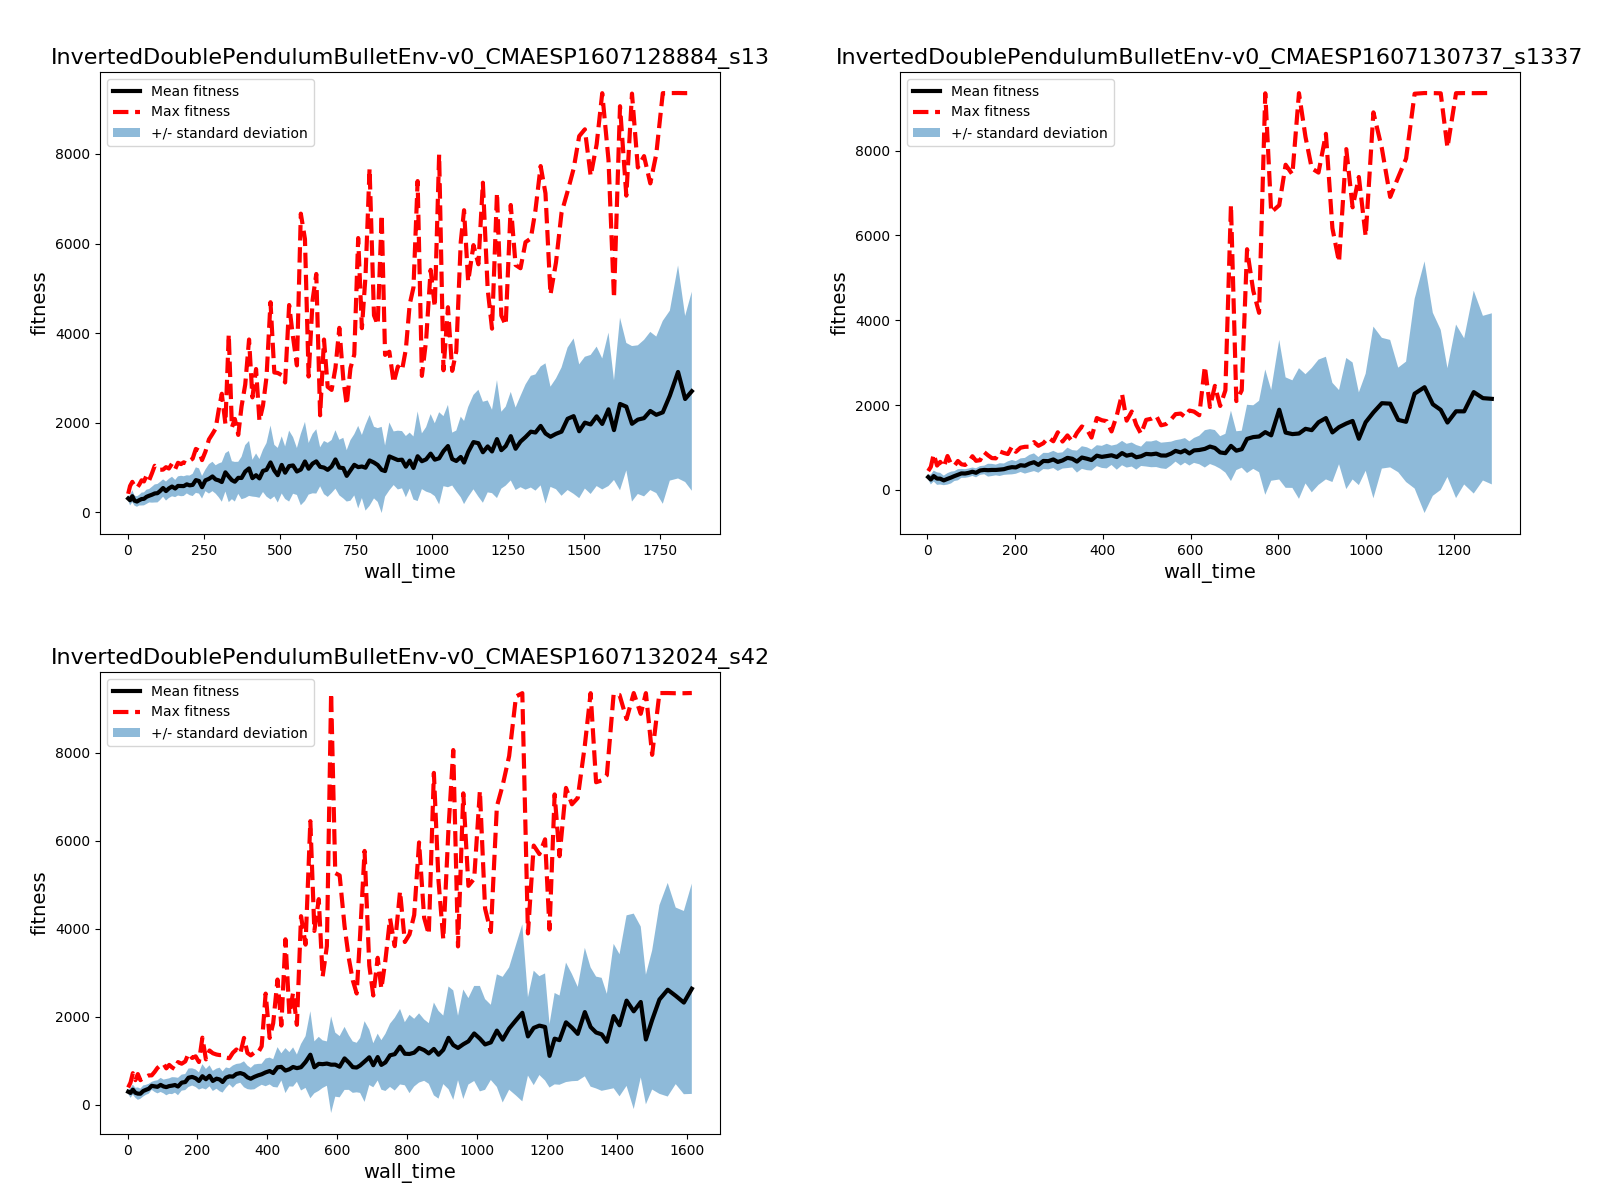 InvertedDoublePendulumBulletEnv-v0_CMAESP1607128884_s13
Mean fitness
Max fitness
+/- standard deviation
fitness
8000
6000
4000
2000
0
0 250 500 750 1000 1250 1500 1750
wall_time
InvertedDoublePendulumBulletEnv-v0_CMAESP1607130737_s1337
Mean fitness
Max fitness
+/- standard deviation
fitness
8000
6000
4000
2000
0
0 200 400 600 800 1000 1200
wall_time
InvertedDoublePendulumBulletEnv-v0_CMAESP1607132024_s42
Mean fitness
Max fitness
+/- standard deviation
fitness
8000
6000
4000
2000
0
0 200 400 600 800 1000 1200 1400 1600
wall_time